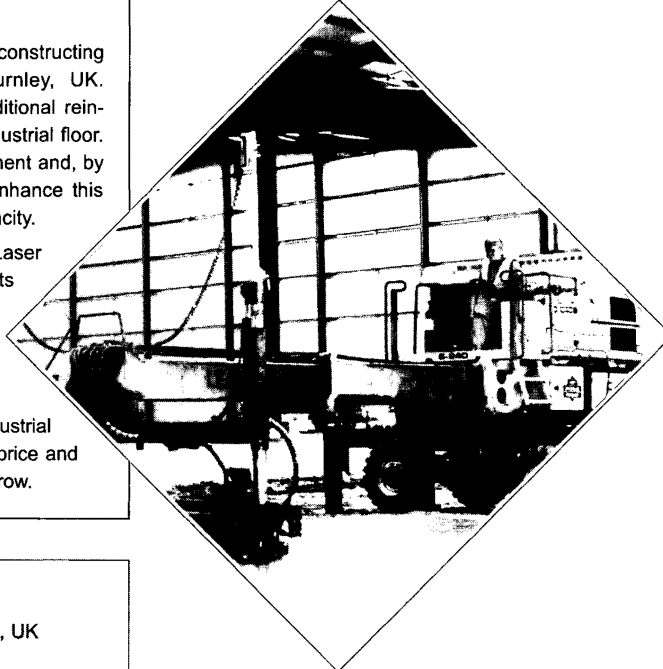 constructing
urnley, UK.
ditional rein-
ustrial floor.
nent and, by
nhance this
acity.
Laser
ts
ustrial
price and
row.
S-240
, UK